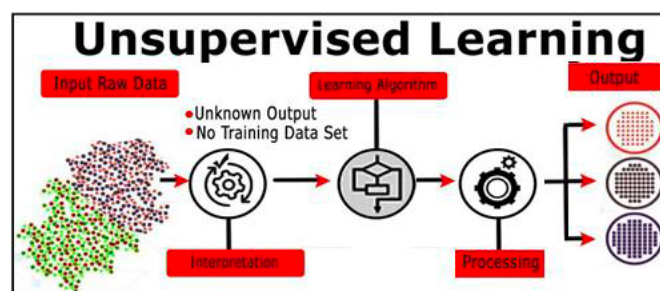 Unsupervised Learning
Input Raw Data
Learning Algorithm
Output
Unknown Output
No Training Data Set
Interpretation
Processing